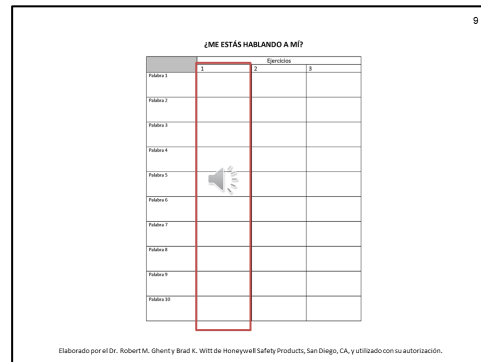 9
¿ME ESTÁS HABLANDO A MÍ?
Ejercicios
1 2 3
Palabra 1
Palabra 2
Palabra 3
Palabra 4
Palabra 5
Palabra 6
Palabra 7
Palabra 8
Palabra 9
Palabra 10
Elaborado por el Dr. Robert M. Ghent y Brad K. Witt de Honeywell Safety Products, San Diego, CA, y utilizado con su autorización.